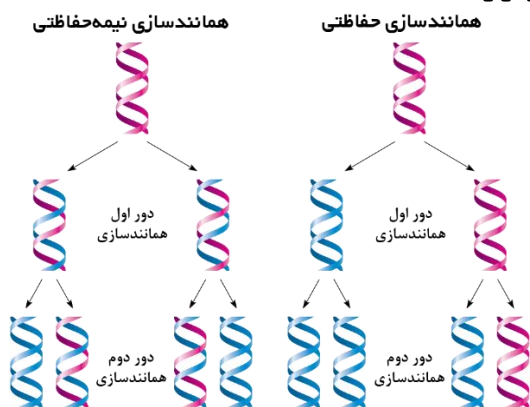 همانندسازی حفاظتی
همانندسازی نیمه‌حفاظتی
دور اول
همانندسازی
دور اول
همانندسازی
دور دوم
همانندسازی
دور دوم
همانندسازی